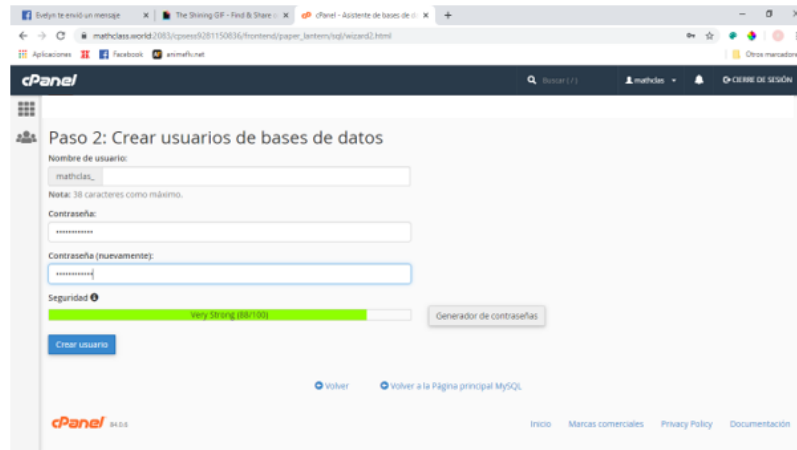 Evelyn te envió un mensaje
The Shining GIF - Find & Share o
cPanel - Asistente de bases de d
mathclass.world:2083/cpsess9281150836/frontend/paper_lantern/sql/wizard2.html
Aplicaciones
Facebook
animeflv.net
Otros marcadores
cPanel
Buscar ( / )
mathclas
CIERRE DE SESIÓN
Paso 2: Crear usuarios de bases de datos
Nombre de usuario:
mathclas_
Nota: 38 caracteres como máximo.
Contraseña:
Contraseña (nuevamente):
Seguridad
Very Strong (88/100)
Generador de contraseñas
Crear usuario
Volver
Volver a la Página principal MySQL
cPanel 84.0.6
Inicio Marcas comerciales Privacy Policy Documentación